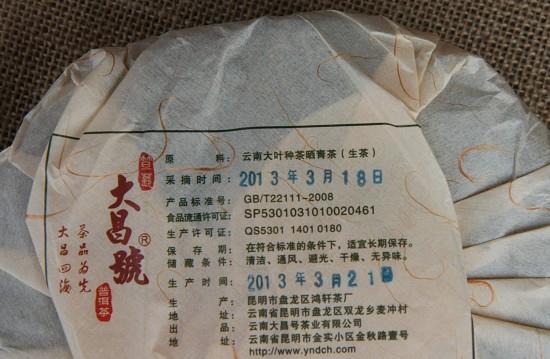 大昌號®
普洱茶
茶品为先
大昌四海
原　　料：云南大叶种茶晒青茶（生茶）
采摘时间：2013年3月18日
产品标准号：GB/T22111-2008
食品流通许可证：SP5301031010020461
生产许可证：QS5301 1401 0180
保存期：在符合标准的条件下，适宜长期保存。
储藏条件：清洁、通风、避光、干燥、无异味。
生产时间：2013年3月21日
生　　产：昆明市盘龙区鸿轩茶厂
地　　址：云南省昆明市盘龙区双龙乡麦冲村
出　　品：云南大昌号茶业有限公司
地　　址：云南省昆明市金实小区金秋路壹号
http://www.yndch.com